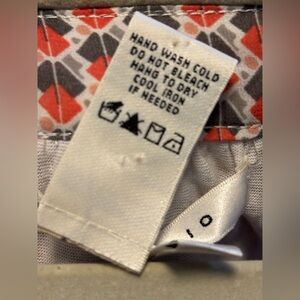 HAND WASH COLD
DO NOT BLEACH
HANG TO DRY
COOL IRON
IF NEEDED
10